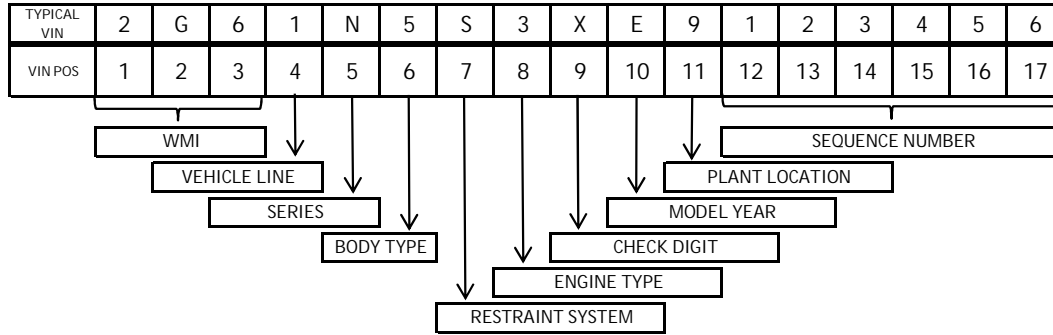 TYPICAL VIN 2 G 6 1 N 5 S 3 X E 9 1 2 3 4 5 6
VIN POS 1 2 3 4 5 6 7 8 9 10 11 12 13 14 15 16 17
WMI SEQUENCE NUMBER
VEHICLE LINE PLANT LOCATION
SERIES MODEL YEAR
BODY TYPE CHECK DIGIT
ENGINE TYPE
RESTRAINT SYSTEM